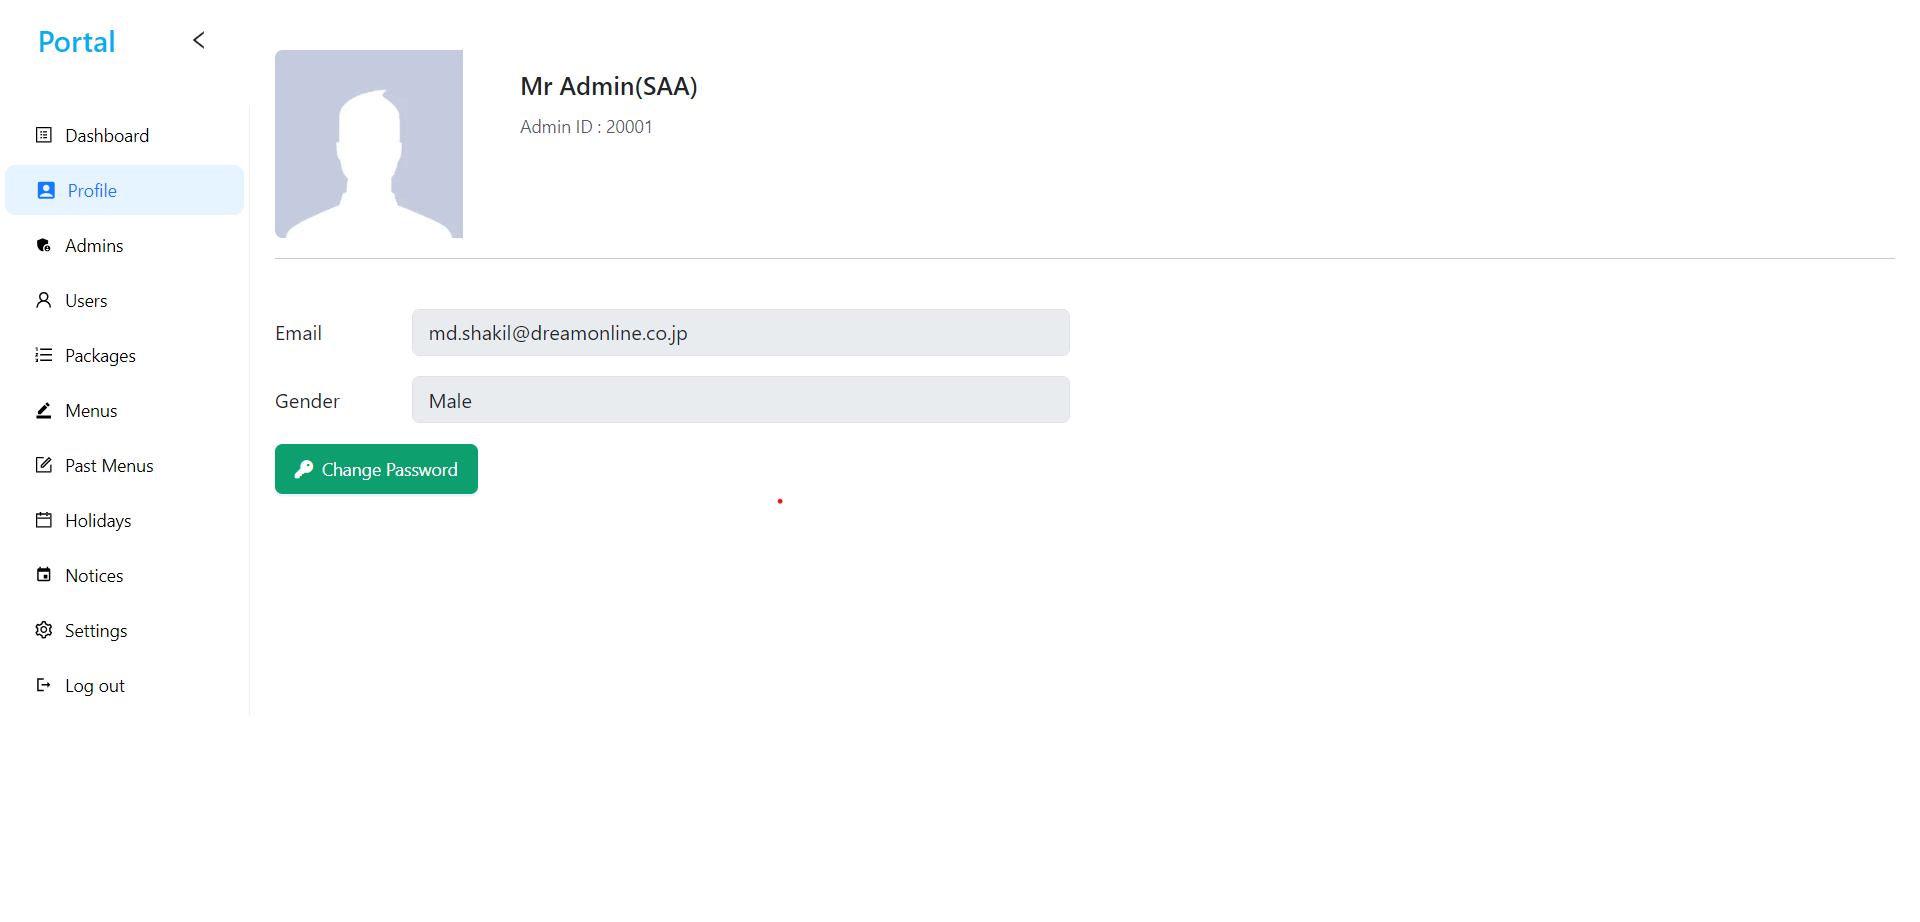 Portal
Dashboard
Profile
Admins
Users
Packages
Menus
Past Menus
Holidays
Notices
Settings
Log out
Mr Admin(SAA)
Admin ID : 20001
Email
md.shakil@dreamonline.co.jp
Gender
Male
Change Password